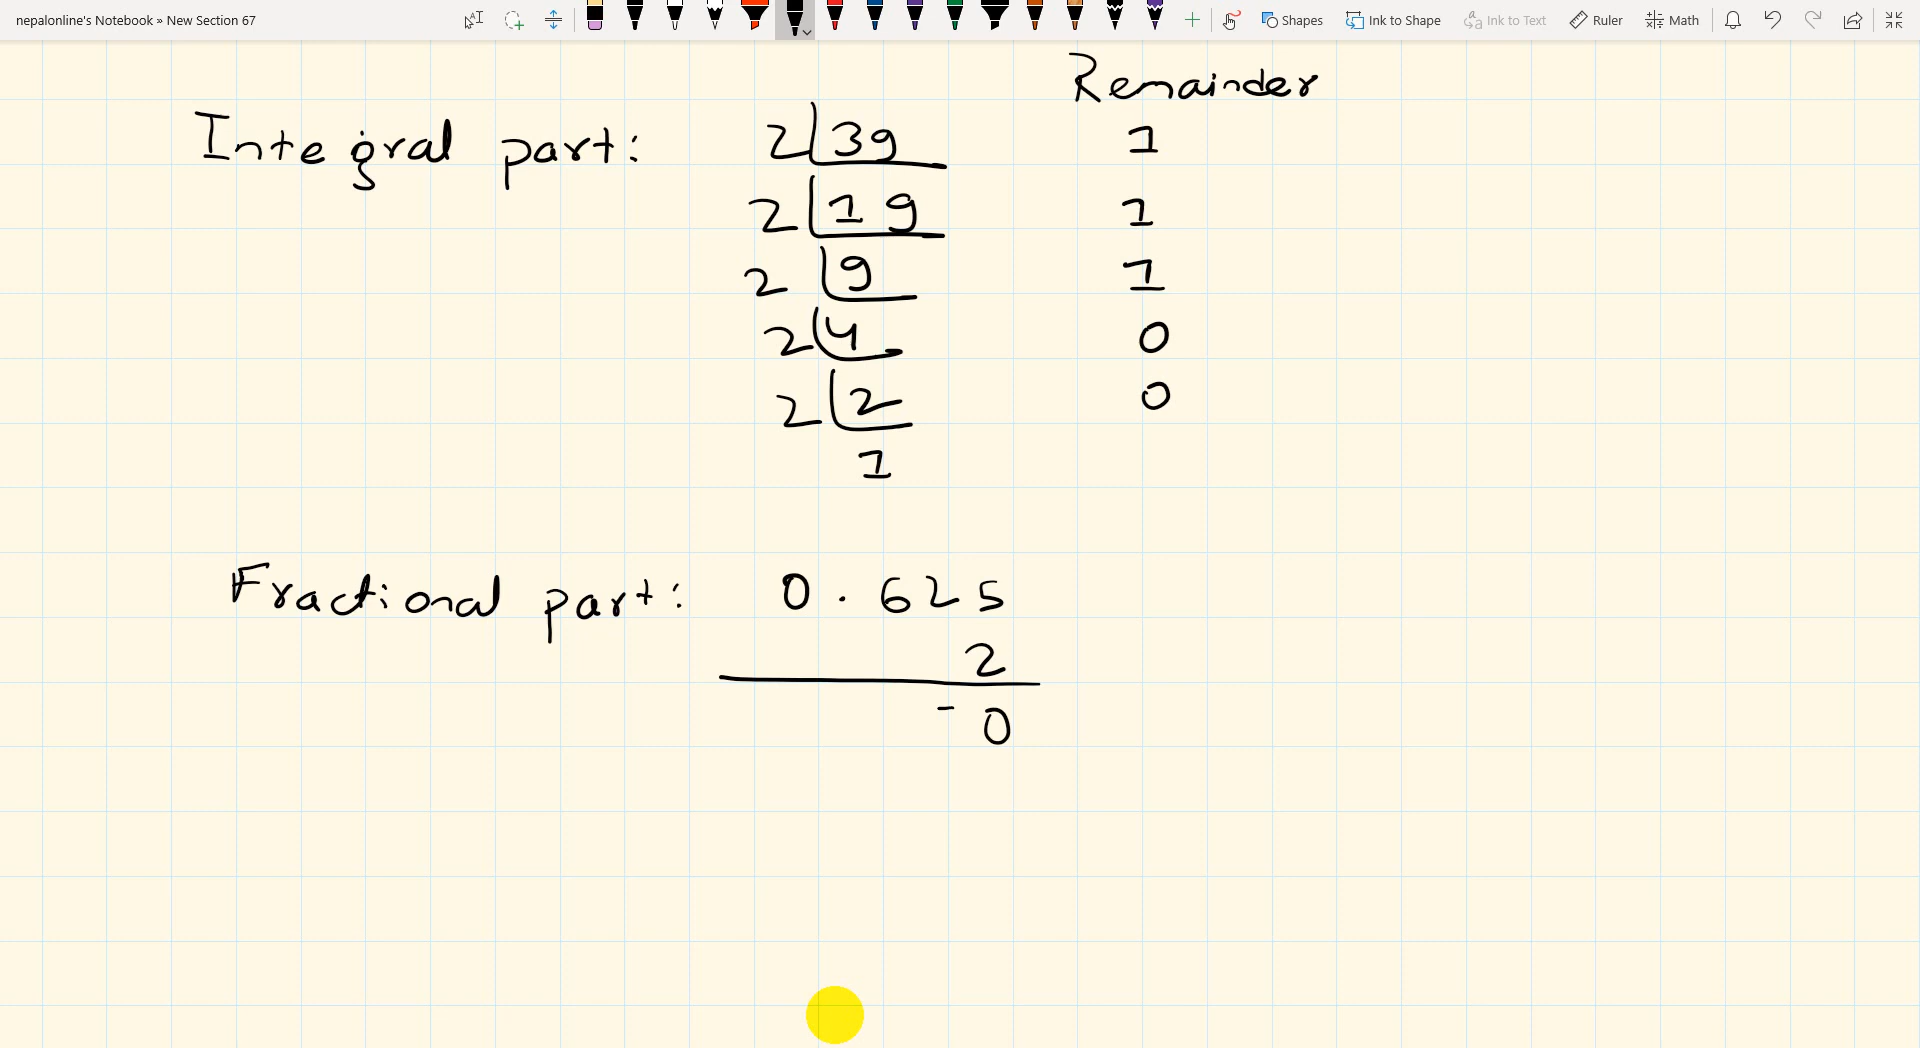 nepalonline's Notebook » New Section 67
Shapes Ink to Shape Ink to Text Ruler Math
Remainder
Integral part: 2 39 1
2 19 1
2 9 1
2 4 0
2 2 0
1
Fractional part: 0.625
2
- 0